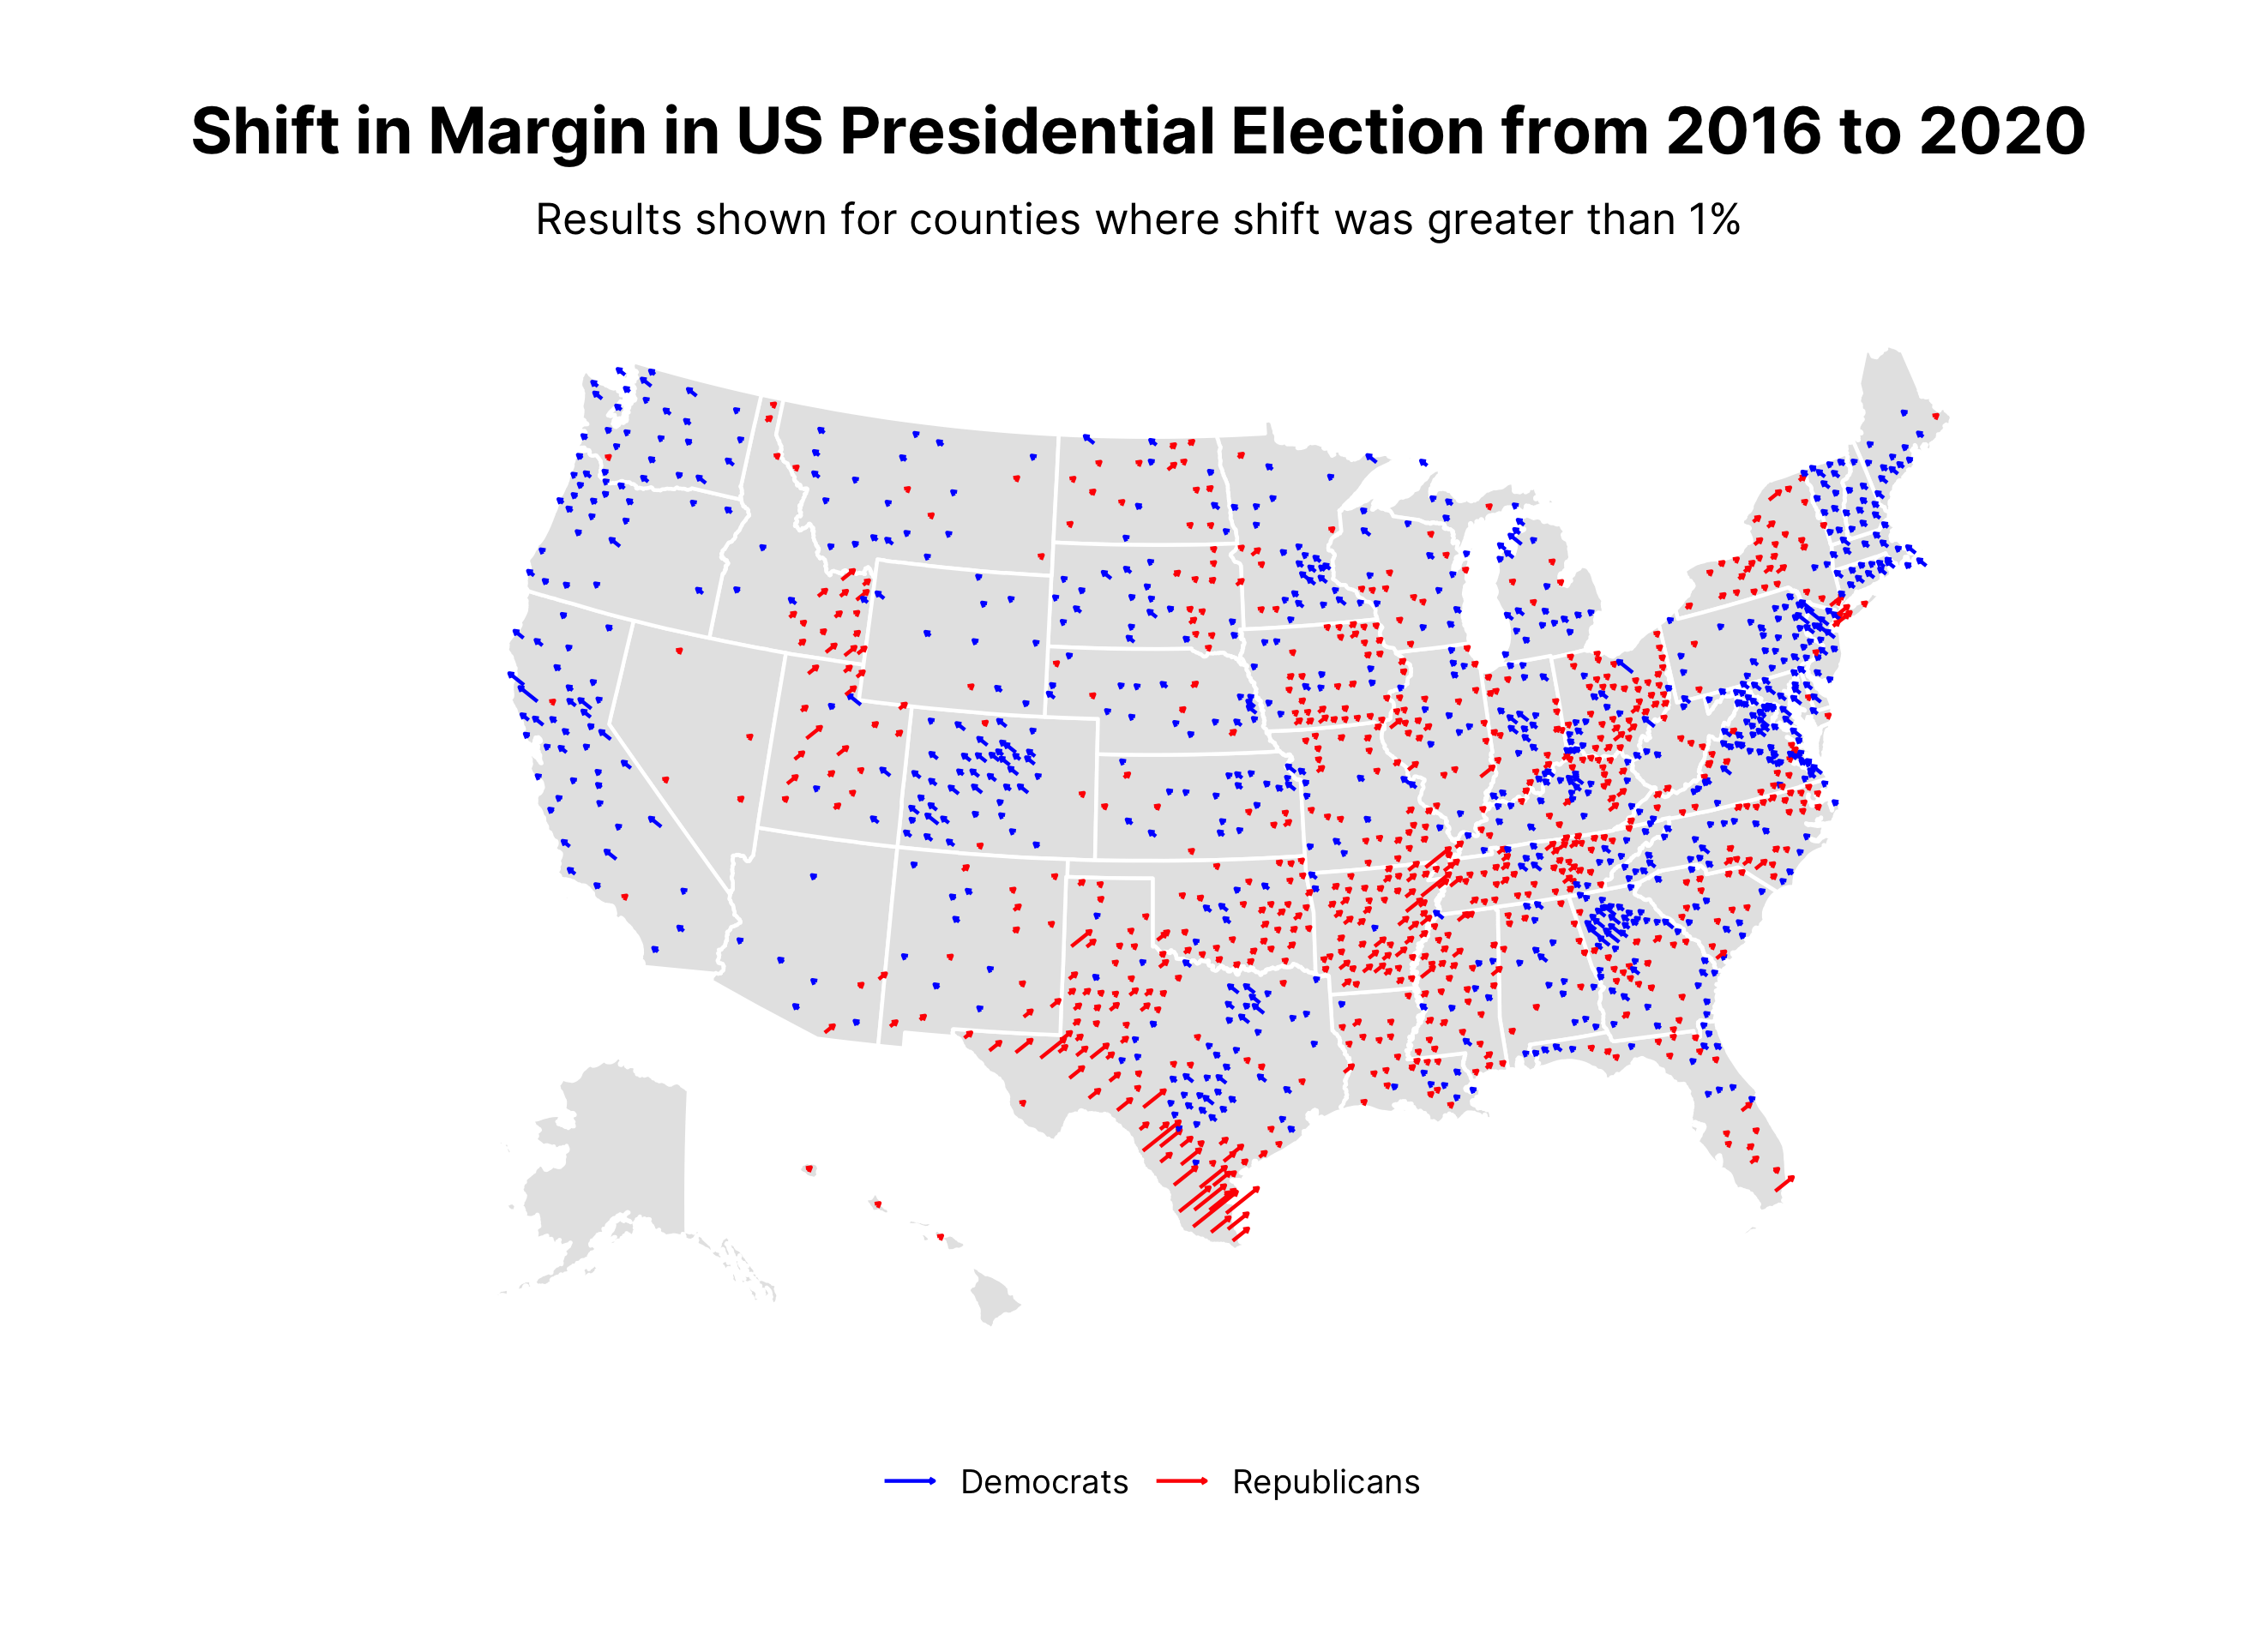 Shift in Margin in US Presidential Election from 2016 to 2020
Results shown for counties where shift was greater than 1%
Democrats
Republicans